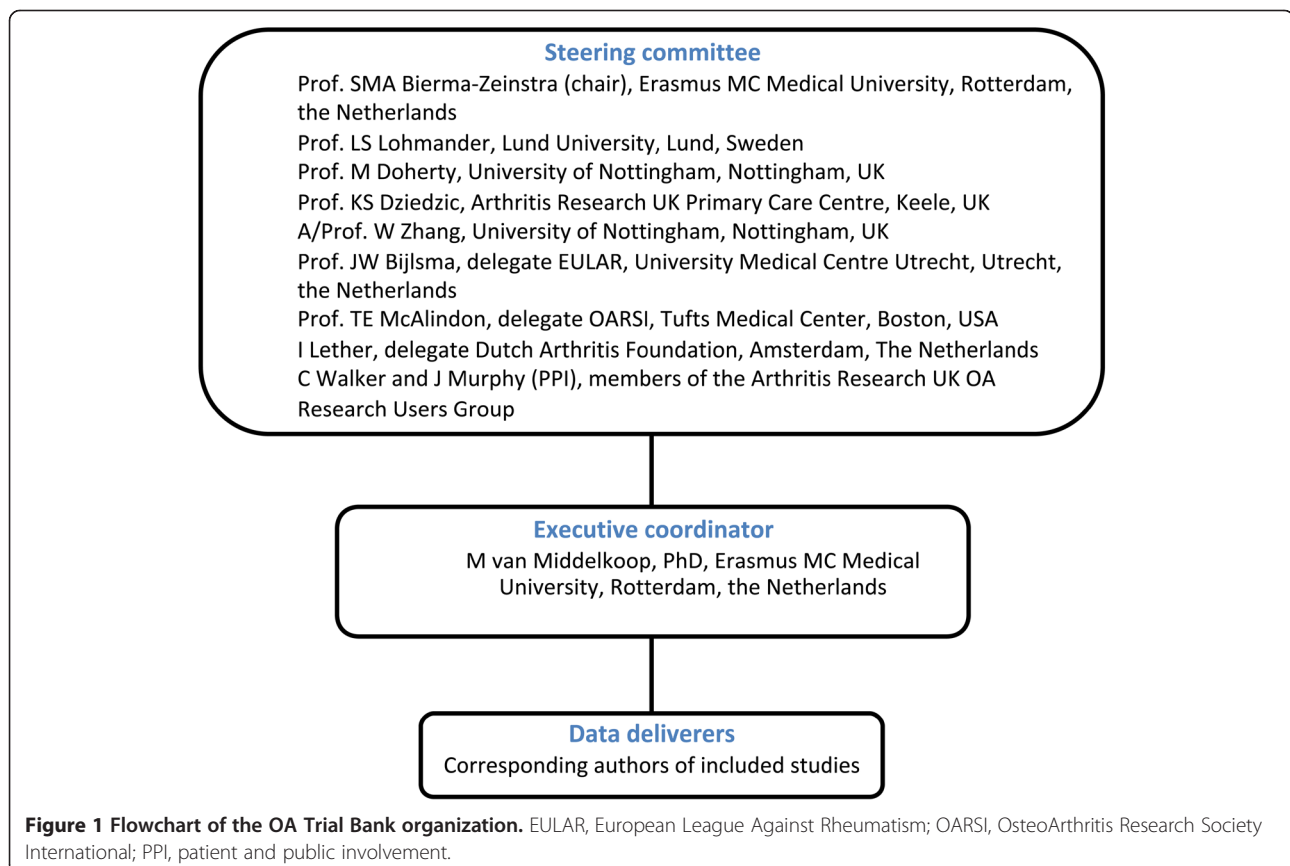 Steering committee
Prof. SMA Bierma-Zeinstra (chair), Erasmus MC Medical University, Rotterdam,
the Netherlands
Prof. LS Lohmander, Lund University, Lund, Sweden
Prof. M Doherty, University of Nottingham, Nottingham, UK
Prof. KS Dziedzic, Arthritis Research UK Primary Care Centre, Keele, UK
A/Prof. W Zhang, University of Nottingham, Nottingham, UK
Prof. JW Bijlsma, delegate EULAR, University Medical Centre Utrecht, Utrecht,
the Netherlands
Prof. TE McAlindon, delegate OARSI, Tufts Medical Center, Boston, USA
I Lether, delegate Dutch Arthritis Foundation, Amsterdam, The Netherlands
C Walker and J Murphy (PPI), members of the Arthritis Research UK OA
Research Users Group
Executive coordinator
M van Middelkoop, PhD, Erasmus MC Medical
University, Rotterdam, the Netherlands
Data deliverers
Corresponding authors of included studies
Figure 1 Flowchart of the OA Trial Bank organization. EULAR, European League Against Rheumatism; OARSI, OsteoArthritis Research Society
International; PPI, patient and public involvement.